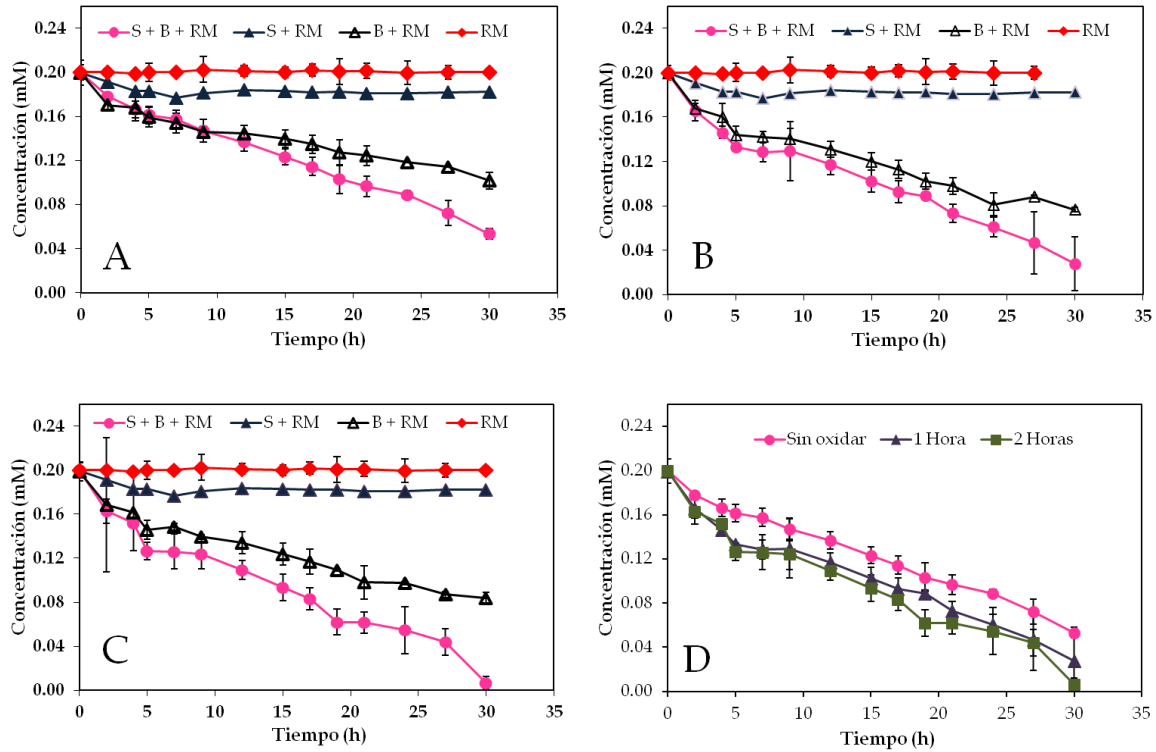 S + B + RM S + RM B + RM RM
Concentración (mM)
0.24
0.20
0.16
0.12
0.08
0.04
0.00
A
0 5 10 15 20 25 30 35
Tiempo (h)
S + B + RM S + RM B + RM RM
Concentración (mM)
0.24
0.20
0.16
0.12
0.08
0.04
0.00
B
0 5 10 15 20 25 30 35
Tiempo (h)
S + B + RM S + RM B + RM RM
Concentración (mM)
0.24
0.20
0.16
0.12
0.08
0.04
0.00
C
0 5 10 15 20 25 30 35
Tiempo (h)
Sin oxidar 1 Hora 2 Horas
Concentración (mM)
0.24
0.20
0.16
0.12
0.08
0.04
0.00
D
0 5 10 15 20 25 30 35
Tiempo (h)